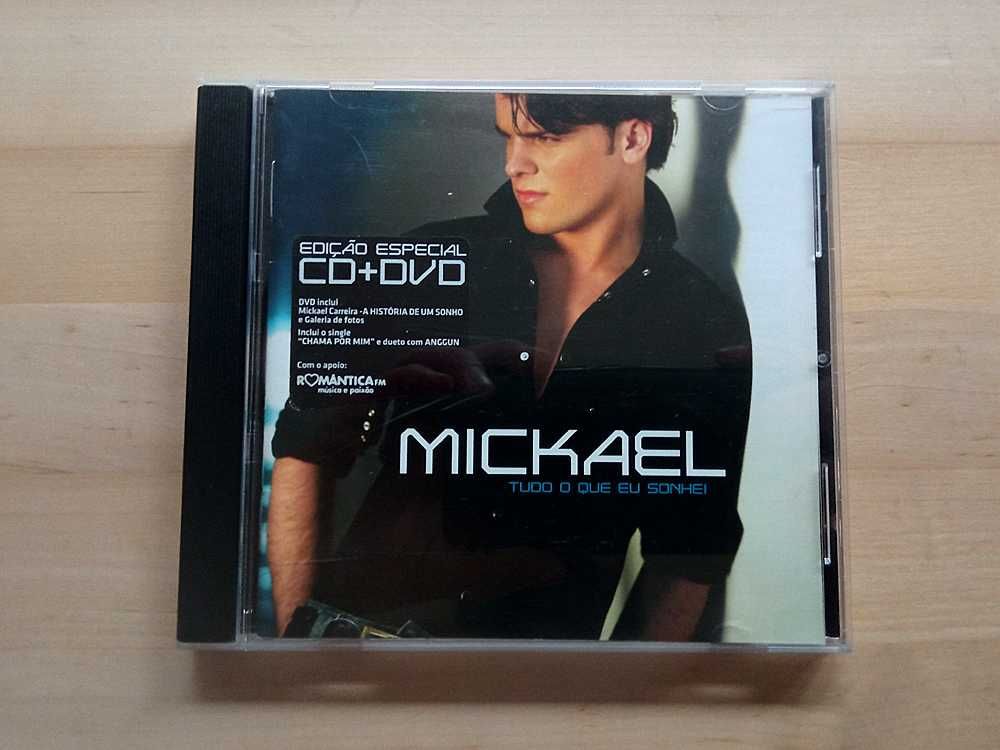 EDIÇÃO ESPECIAL
CD+DVD
DVD inclui
Mickael Carreira - A HISTÓRIA DE UM SONHO
e Galeria de fotos
Inclui o single
"CHAMA POR MIM" e dueto com ANGGUN
Com o apoio:
ROMÂNTICA FM
música e paixão
MICKAEL
TUDO O QUE EU SONHEI